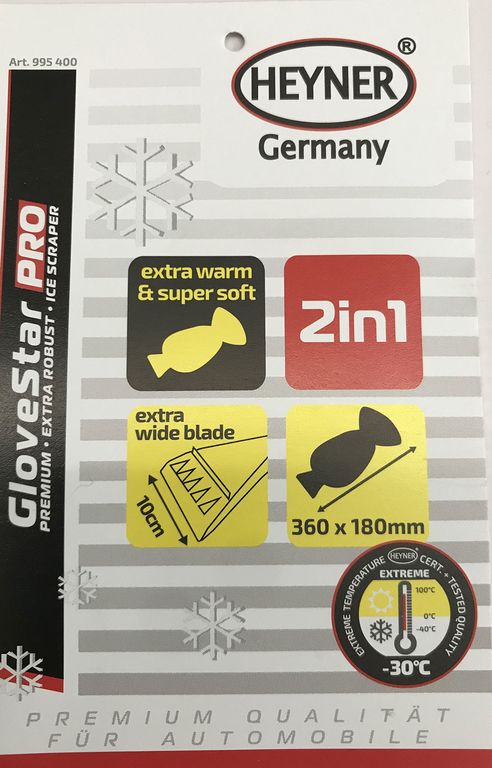 Art. 995 400
HEYNER®
Germany
GloveStar PRO
PREMIUM • EXTRA ROBUST • ICE SCRAPER
extra warm
& super soft
2in1
extra
wide blade
10cm
360 x 180mm
EXTREME TEMPERATURE HEYNER CERT. + TESTED QUALITY
EXTREME
100°C
0°C
-40°C
-30°C
PREMIUM QUALITÄT
FÜR AUTOMOBILE